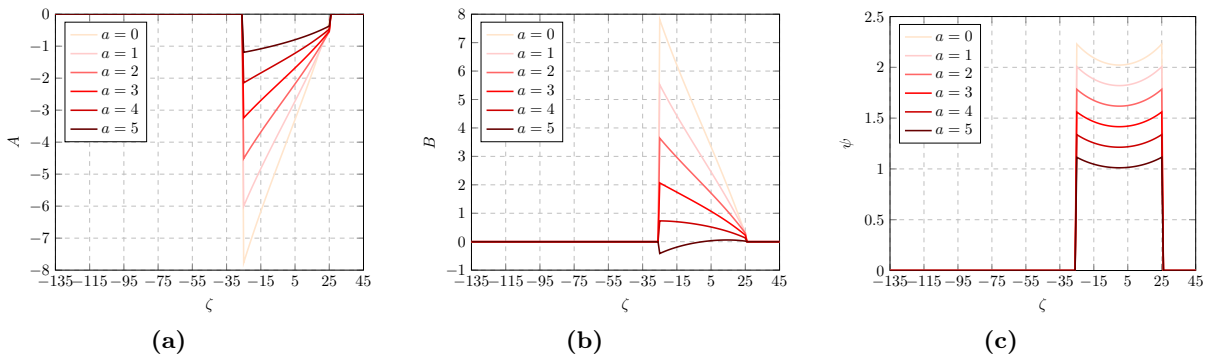 0
−1
−2
−3
−4
−5
−6
−7
−8
A
a = 0
a = 1
a = 2
a = 3
a = 4
a = 5
−135−115 −95 −75 −55 −35 −15 5 25 45
ζ
(a)
8
7
6
5
4
3
2
1
0
−1
B
a = 0
a = 1
a = 2
a = 3
a = 4
a = 5
−135−115 −95 −75 −55 −35 −15 5 25 45
ζ
(b)
2.5
2
1.5
1
0.5
0
ψ
a = 0
a = 1
a = 2
a = 3
a = 4
a = 5
−135−115 −95 −75 −55 −35 −15 5 25 45
ζ
(c)